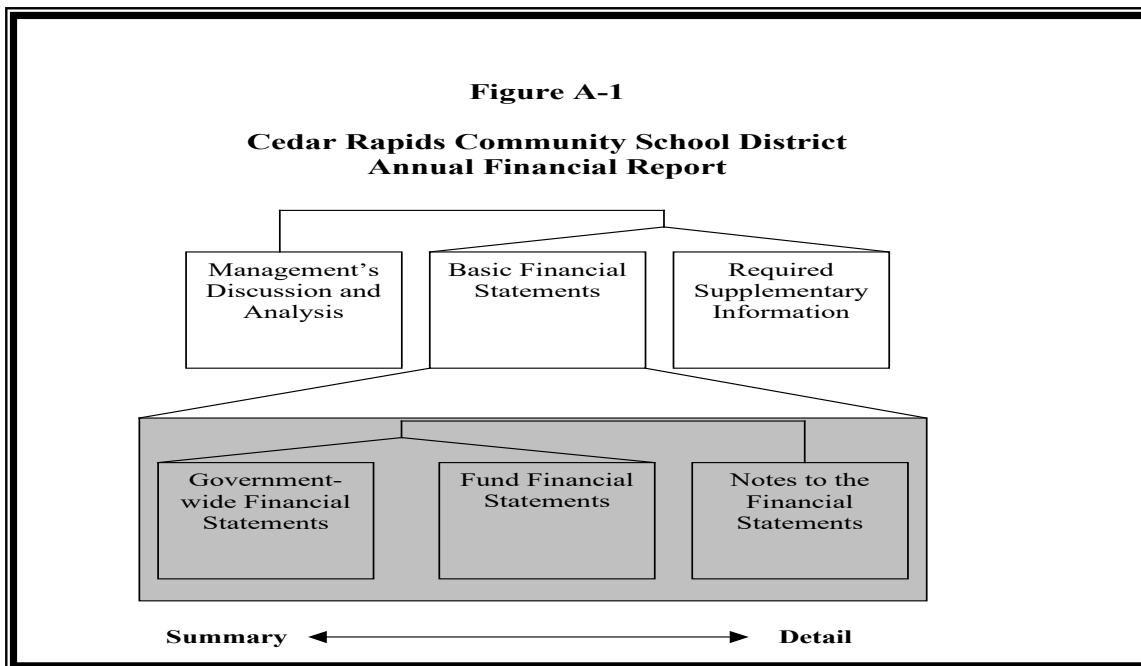 Figure A-1
Cedar Rapids Community School District
Annual Financial Report
Management's
Discussion and
Analysis
Basic Financial
Statements
Required
Supplementary
Information
Government-
wide Financial
Statements
Fund Financial
Statements
Notes to the
Financial
Statements
Summary
Detail